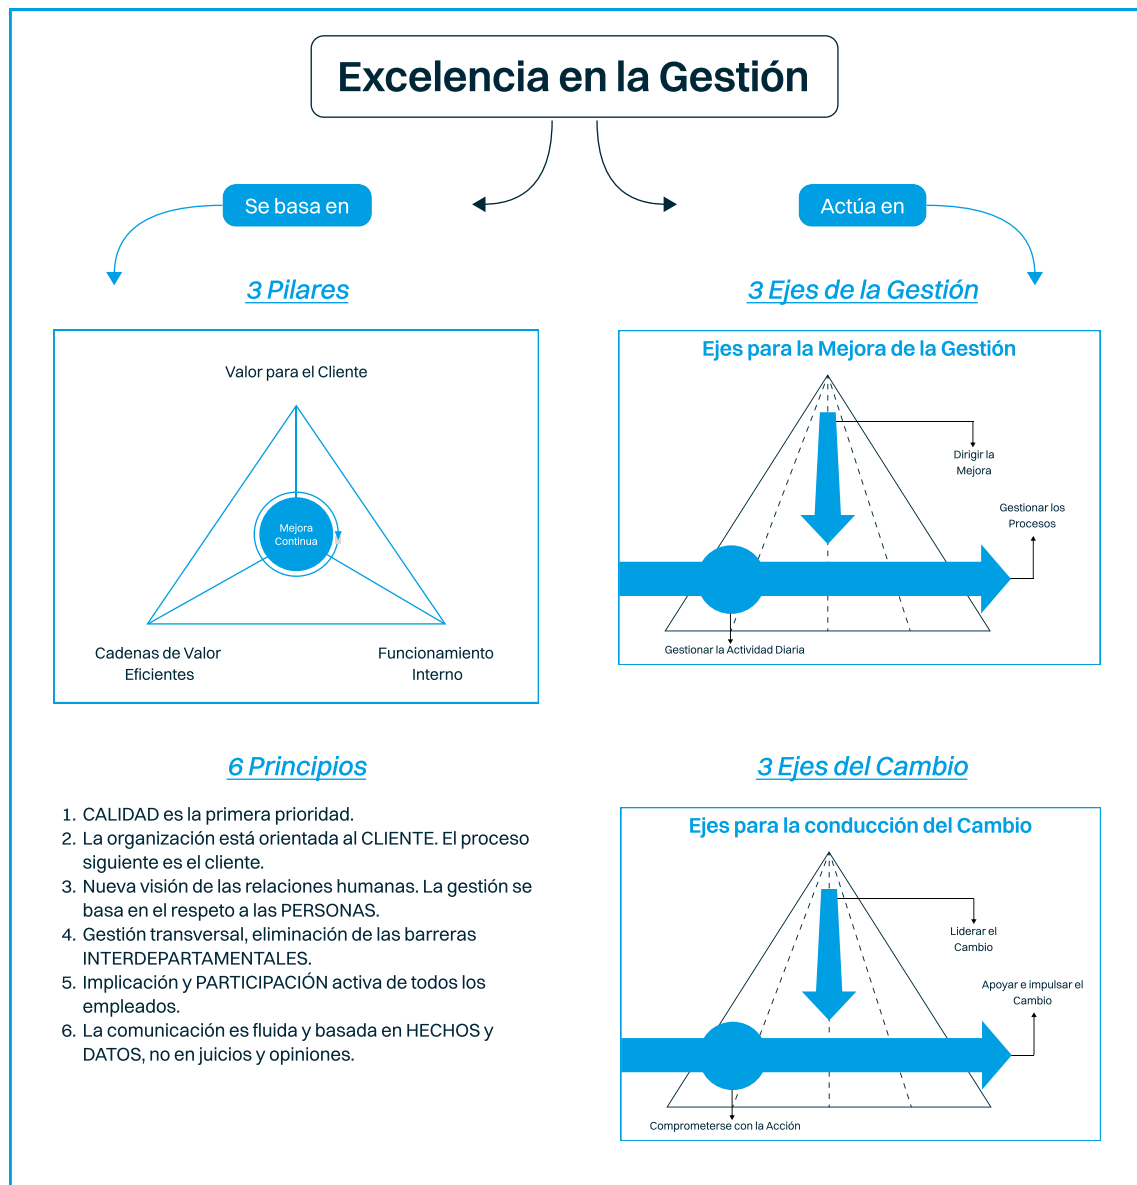 Excelencia en la Gestión
Se basa en
Actúa en
3 Pilares
Valor para el Cliente
Mejora
Continua
Cadenas de Valor
Eficientes
Funcionamiento
Interno
3 Ejes de la Gestión
Ejes para la Mejora de la Gestión
Dirigir la
Mejora
Gestionar los
Procesos
Gestionar la Actividad Diaria
6 Principios
1. CALIDAD es la primera prioridad.
2. La organización está orientada al CLIENTE. El proceso
siguiente es el cliente.
3. Nueva visión de las relaciones humanas. La gestión se
basa en el respeto a las PERSONAS.
4. Gestión transversal, eliminación de las barreras
INTERDEPARTAMENTALES.
5. Implicación y PARTICIPACIÓN activa de todos los
empleados.
6. La comunicación es fluida y basada en HECHOS y
DATOS, no en juicios y opiniones.
3 Ejes del Cambio
Ejes para la conducción del Cambio
Liderar el
Cambio
Apoyar e impulsar el
Cambio
Comprometerse con la Acción